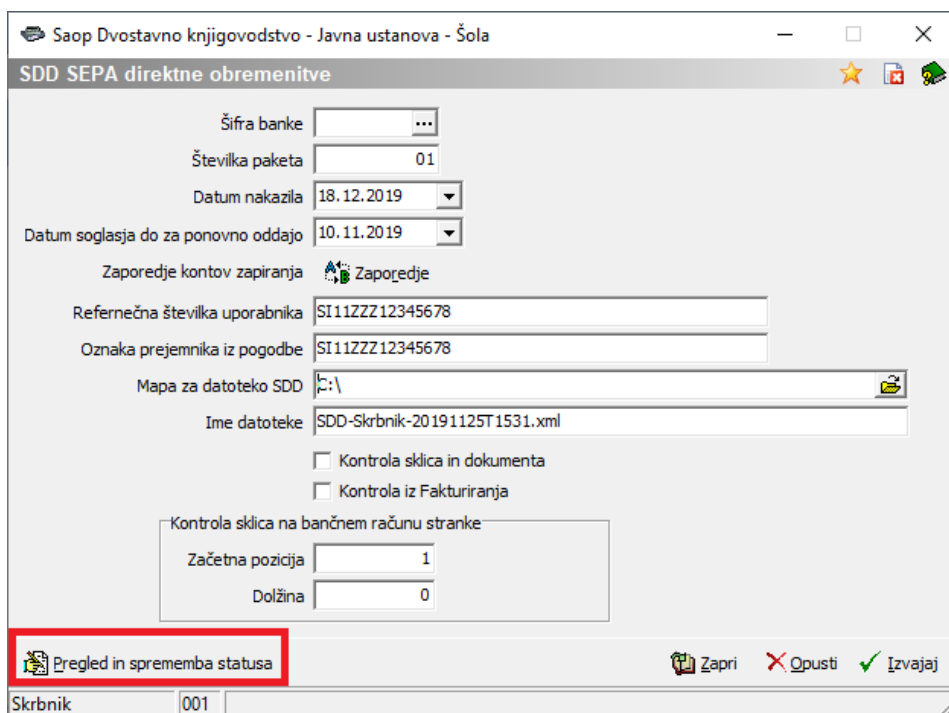 Saop Dvostavno knjigovodstvo - Javna ustanova - Šola
SDD SEPA direktne obremenitve
Šifra banke ...
Številka paketa 01
Datum nakazila 18.12.2019
Datum soglasja do za ponovno oddajo 10.11.2019
Zaporedje kontov zapiranja Zaporedje
Refernečna številka uporabnika SI11ZZZ12345678
Oznaka prejemnika iz pogodbe SI11ZZZ12345678
Mapa za datoteko SDD C:\
Ime datoteke SDD-Skrbnik-20191125T1531.xml
Kontrola sklica in dokumenta
Kontrola iz Fakturiranja
Kontrola sklica na bančnem računu stranke
Začetna pozicija 1
Dolžina 0
Pregled in sprememba statusa Zapri Opusti Izvajaj
Skrbnik 001